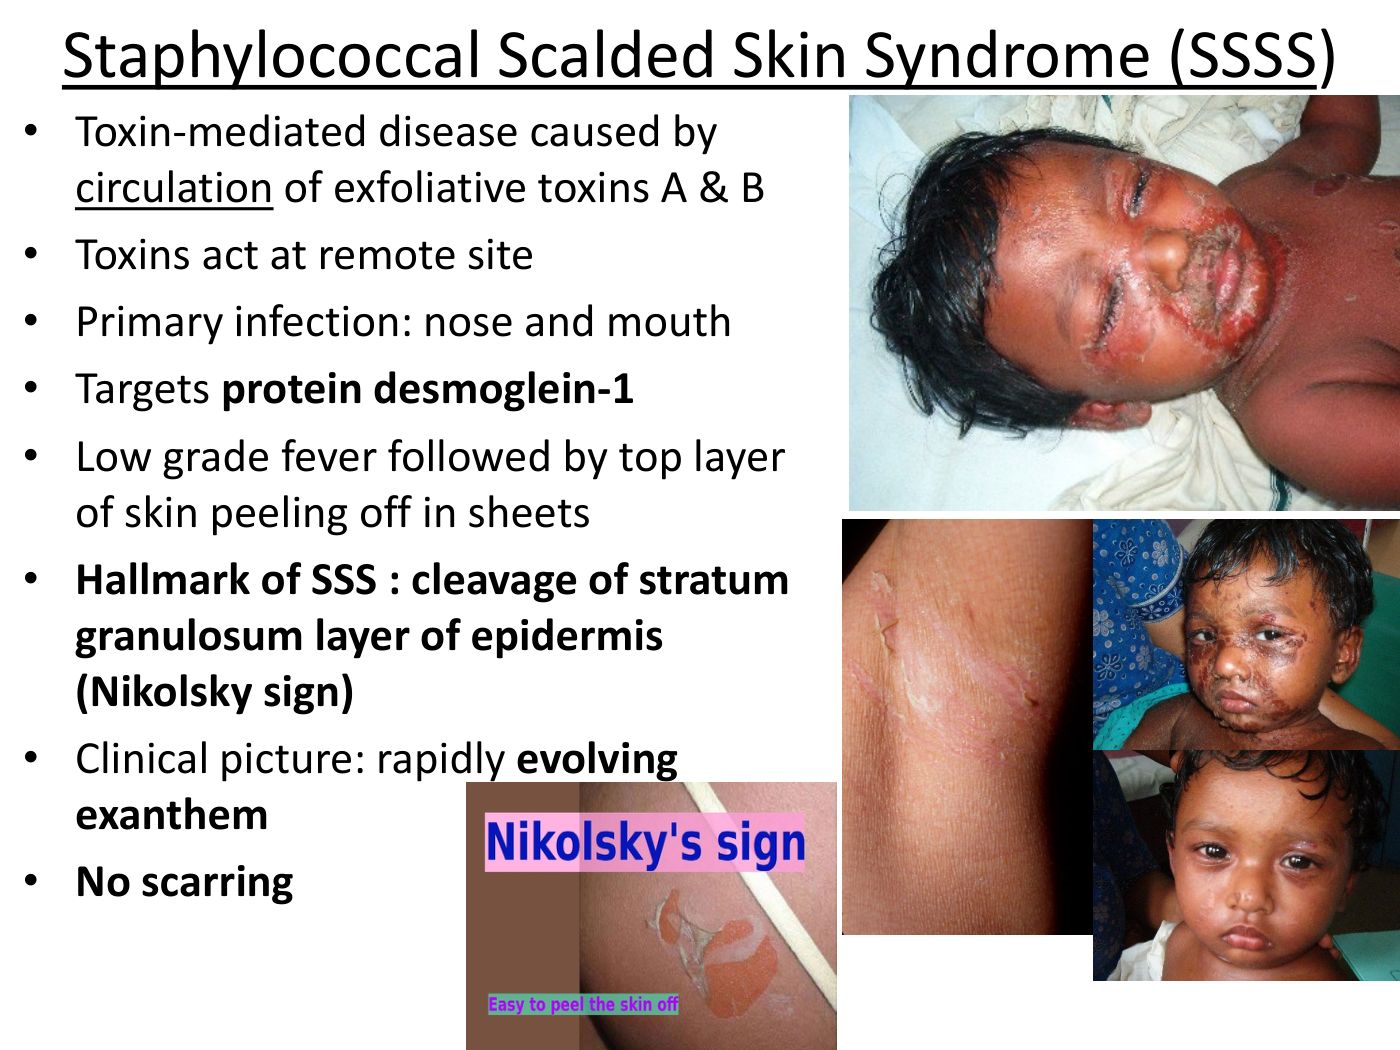 Staphylococcal Scalded Skin Syndrome (SSSS)
• Toxin-mediated disease caused by
circulation of exfoliative toxins A & B
• Toxins act at remote site
• Primary infection: nose and mouth
• Targets protein desmoglein-1
• Low grade fever followed by top layer
of skin peeling off in sheets
• Hallmark of SSS : cleavage of stratum
granulosum layer of epidermis
(Nikolsky sign)
• Clinical picture: rapidly evolving
exanthem
• No scarring
Nikolsky's sign
Easy to peel the skin off